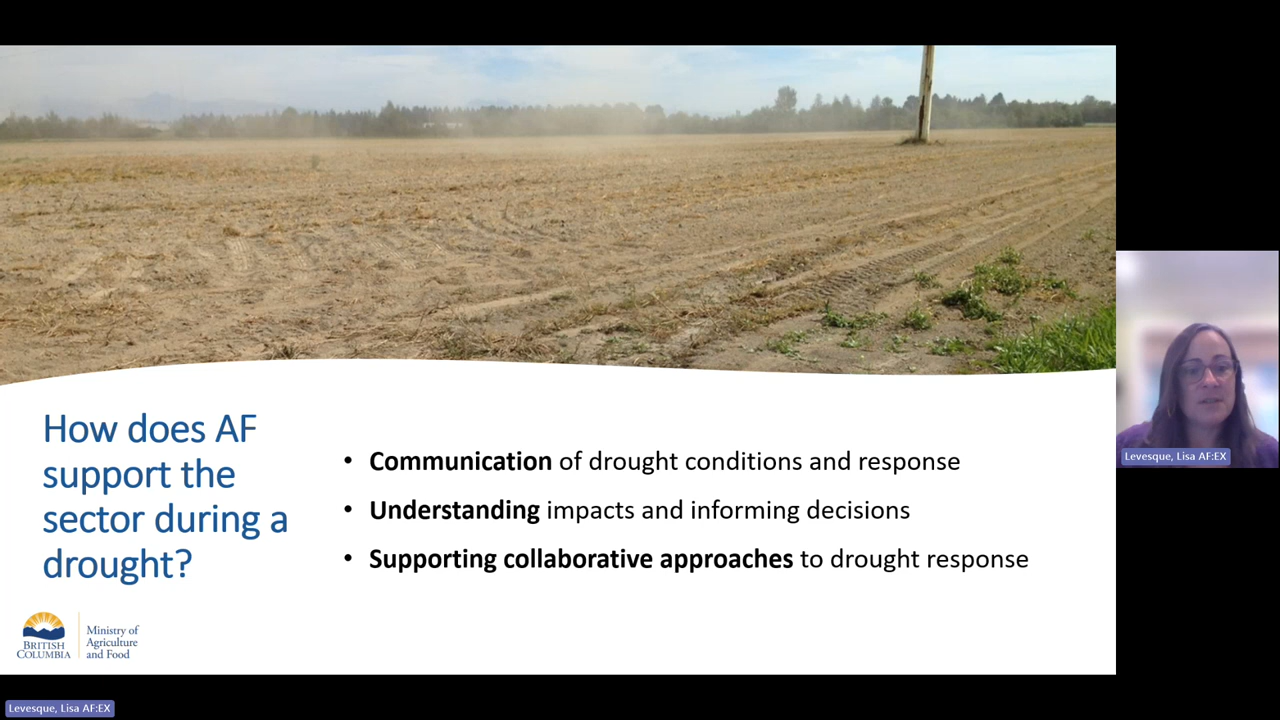 How does AF
support the
sector during a
drought?
• Communication of drought conditions and response
• Understanding impacts and informing decisions
• Supporting collaborative approaches to drought response
BRITISH
COLUMBIA
Ministry of
Agriculture
and Food
Levesque, Lisa AF:EX
Levesque, Lisa AF:EX